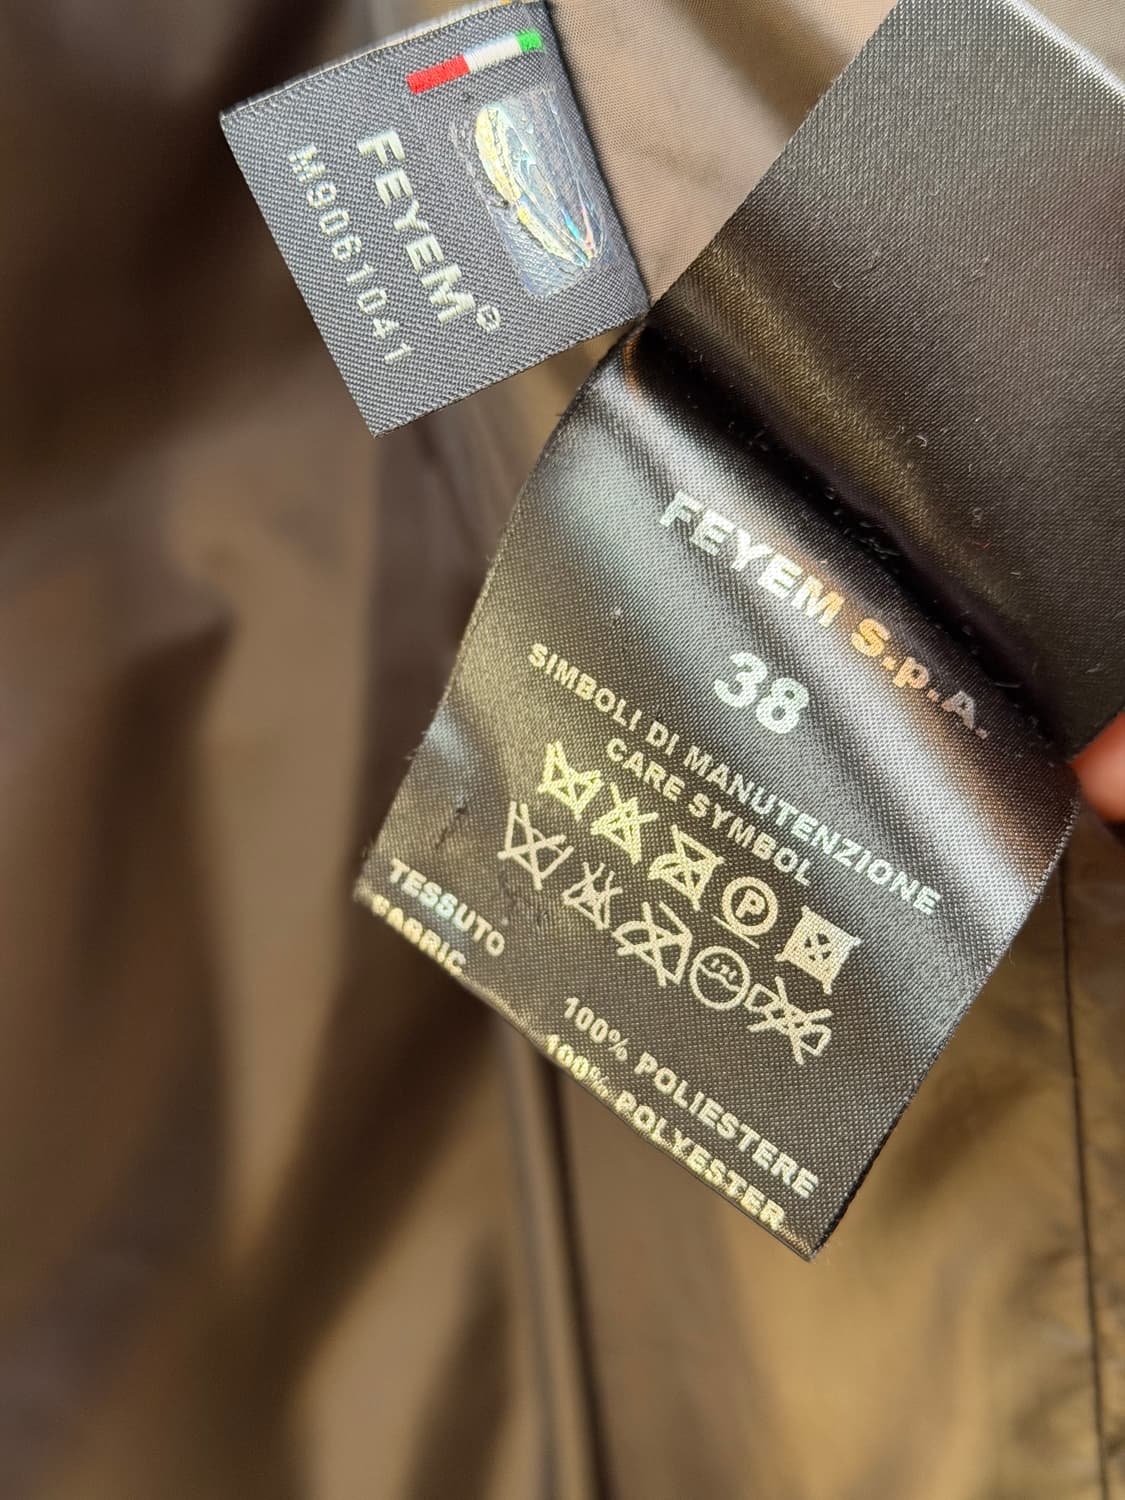 FEYEM®
M9061041
FEYEM S.p.A.
38
SIMBOLI DI MANUTENZIONE
CARE SYMBOL
P
TESSUTO
FABRIC
100% POLIESTERE
100% POLYESTER